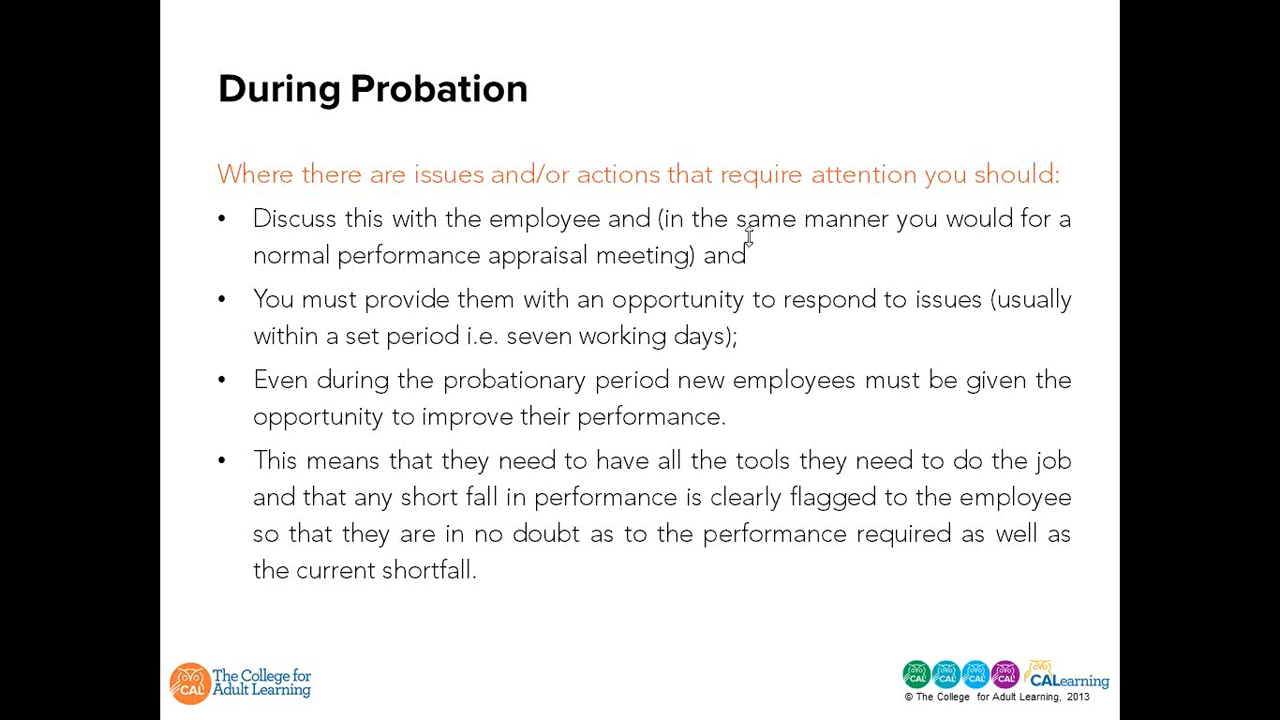 During Probation
Where there are issues and/or actions that require attention you should:
• Discuss this with the employee and (in the same manner you would for a
normal performance appraisal meeting) and
• You must provide them with an opportunity to respond to issues (usually
within a set period i.e. seven working days);
• Even during the probationary period new employees must be given the
opportunity to improve their performance.
• This means that they need to have all the tools they need to do the job
and that any short fall in performance is clearly flagged to the employee
so that they are in no doubt as to the performance required as well as
the current shortfall.
CAL
The College for
Adult Learning
CAL CAL CAL CAL CALearning
© The College for Adult Learning, 2013